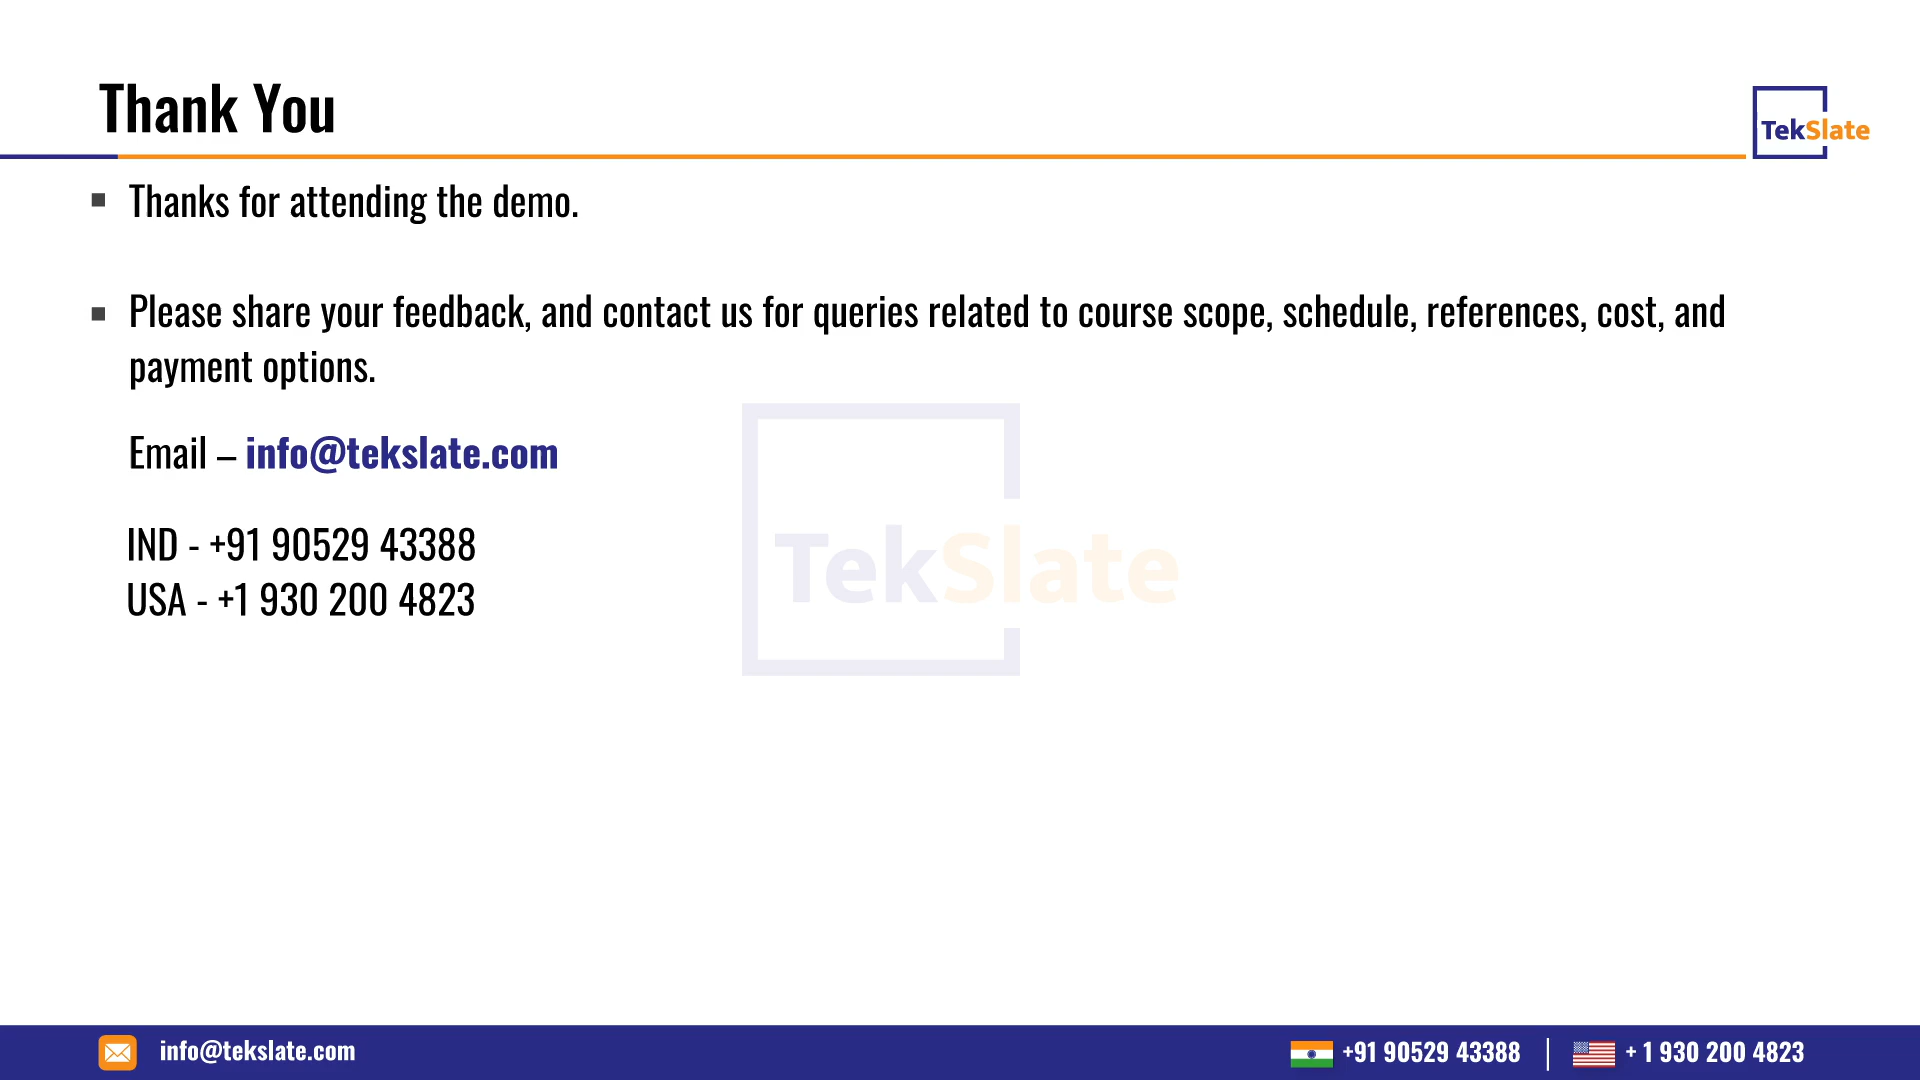 Thank You
TekSlate
Thanks for attending the demo.
Please share your feedback, and contact us for queries related to course scope, schedule, references, cost, and
payment options.
Email – info@tekslate.com
IND - +91 90529 43388
USA - +1 930 200 4823
TekSlate
info@tekslate.com
+91 90529 43388
+ 1 930 200 4823